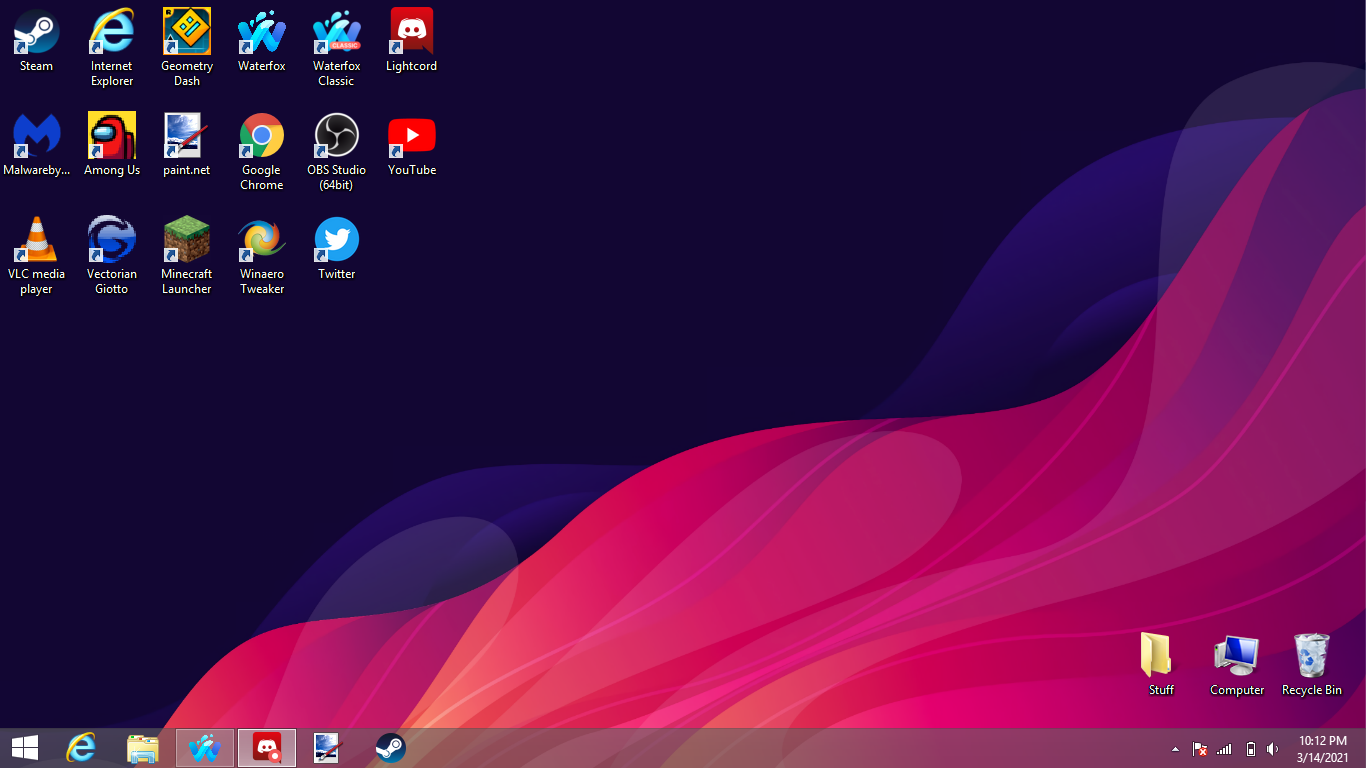 Steam
Internet
Explorer
Geometry
Dash
Waterfox
CLASSIC
Waterfox
Classic
Lightcord
Malwareby...
Among Us
paint.net
Google
Chrome
OBS Studio
(64bit)
YouTube
VLC media
player
Vectorian
Giotto
Minecraft
Launcher
Winaero
Tweaker
Twitter
Stuff
Computer
Recycle Bin
10:12 PM
3/14/2021